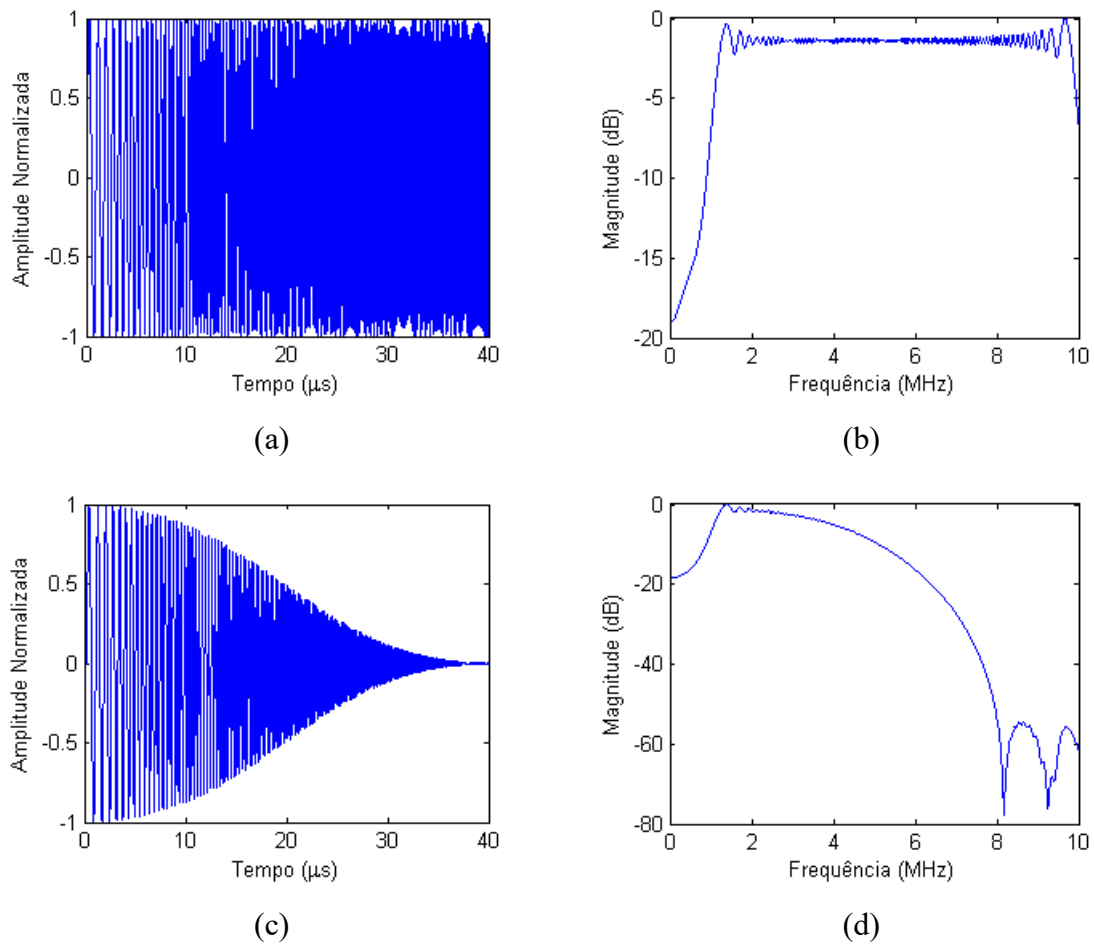 1
0.5
0
-0.5
-1
Amplitude Normalizada
0 10 20 30 40
Tempo (μs)
(a)
0
-5
-10
-15
-20
Magnitude (dB)
0 2 4 6 8 10
Frequência (MHz)
(b)
1
0.5
0
-0.5
-1
Amplitude Normalizada
0 10 20 30 40
Tempo (μs)
(c)
0
-20
-40
-60
-80
Magnitude (dB)
0 2 4 6 8 10
Frequência (MHz)
(d)